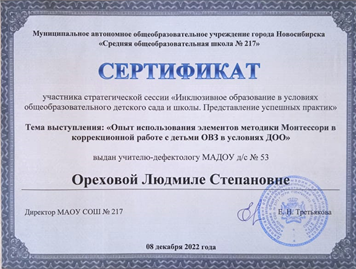 Муниципальное автономное общеобразовательное учреждение города Новосибирска
«Средняя общеобразовательная школа № 217»
СЕРТИФИКАТ
участника стратегической сессии «Инклюзивное образование в условиях
общеобразовательного детского сада и школы. Представление успешных практик»
Тема выступления: «Опыт использования элементов методики Монтессори в
коррекционной работе с детьми ОВЗ в условиях ДОО»
выдан учителю-дефектологу МАДОУ д/с № 53
Ореховой Людмиле Степановне
Директор МАОУ СОШ № 217
Е. Н. Третьякова
08 декабря 2022 года